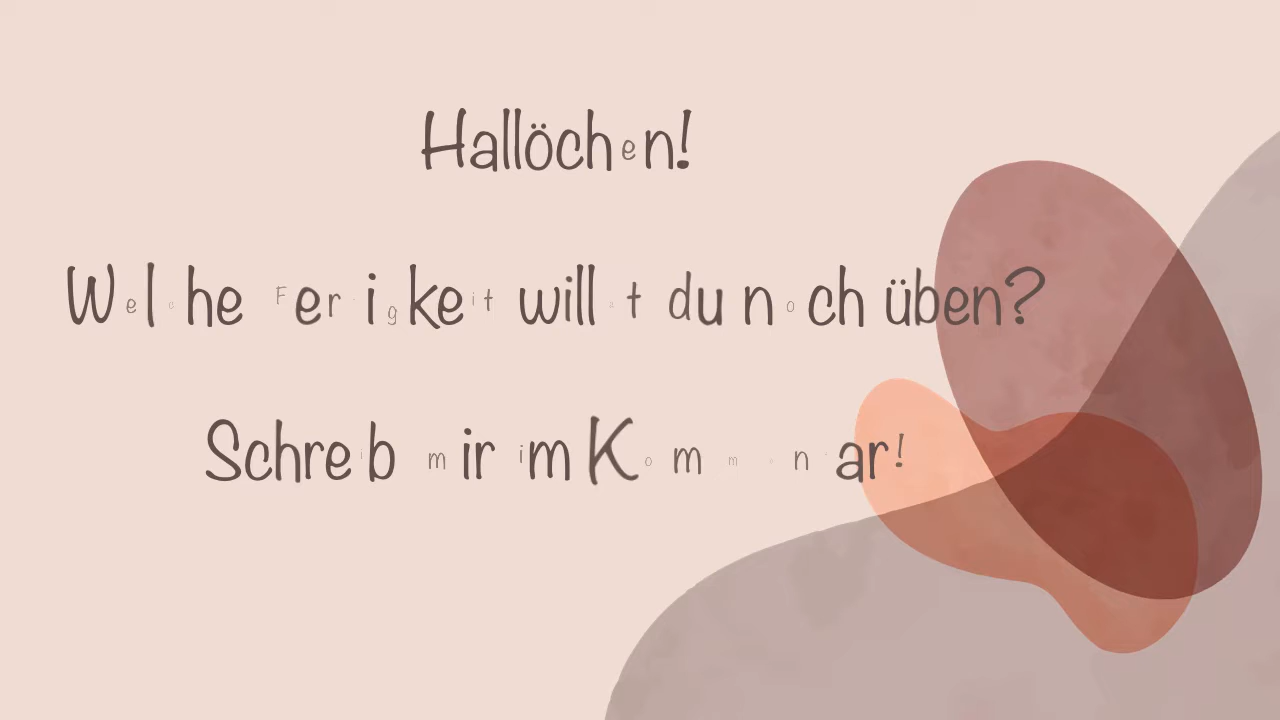 Hallöchen!
Welche Fertigkeit willst du noch üben?
Schreib mir im Kommentar!